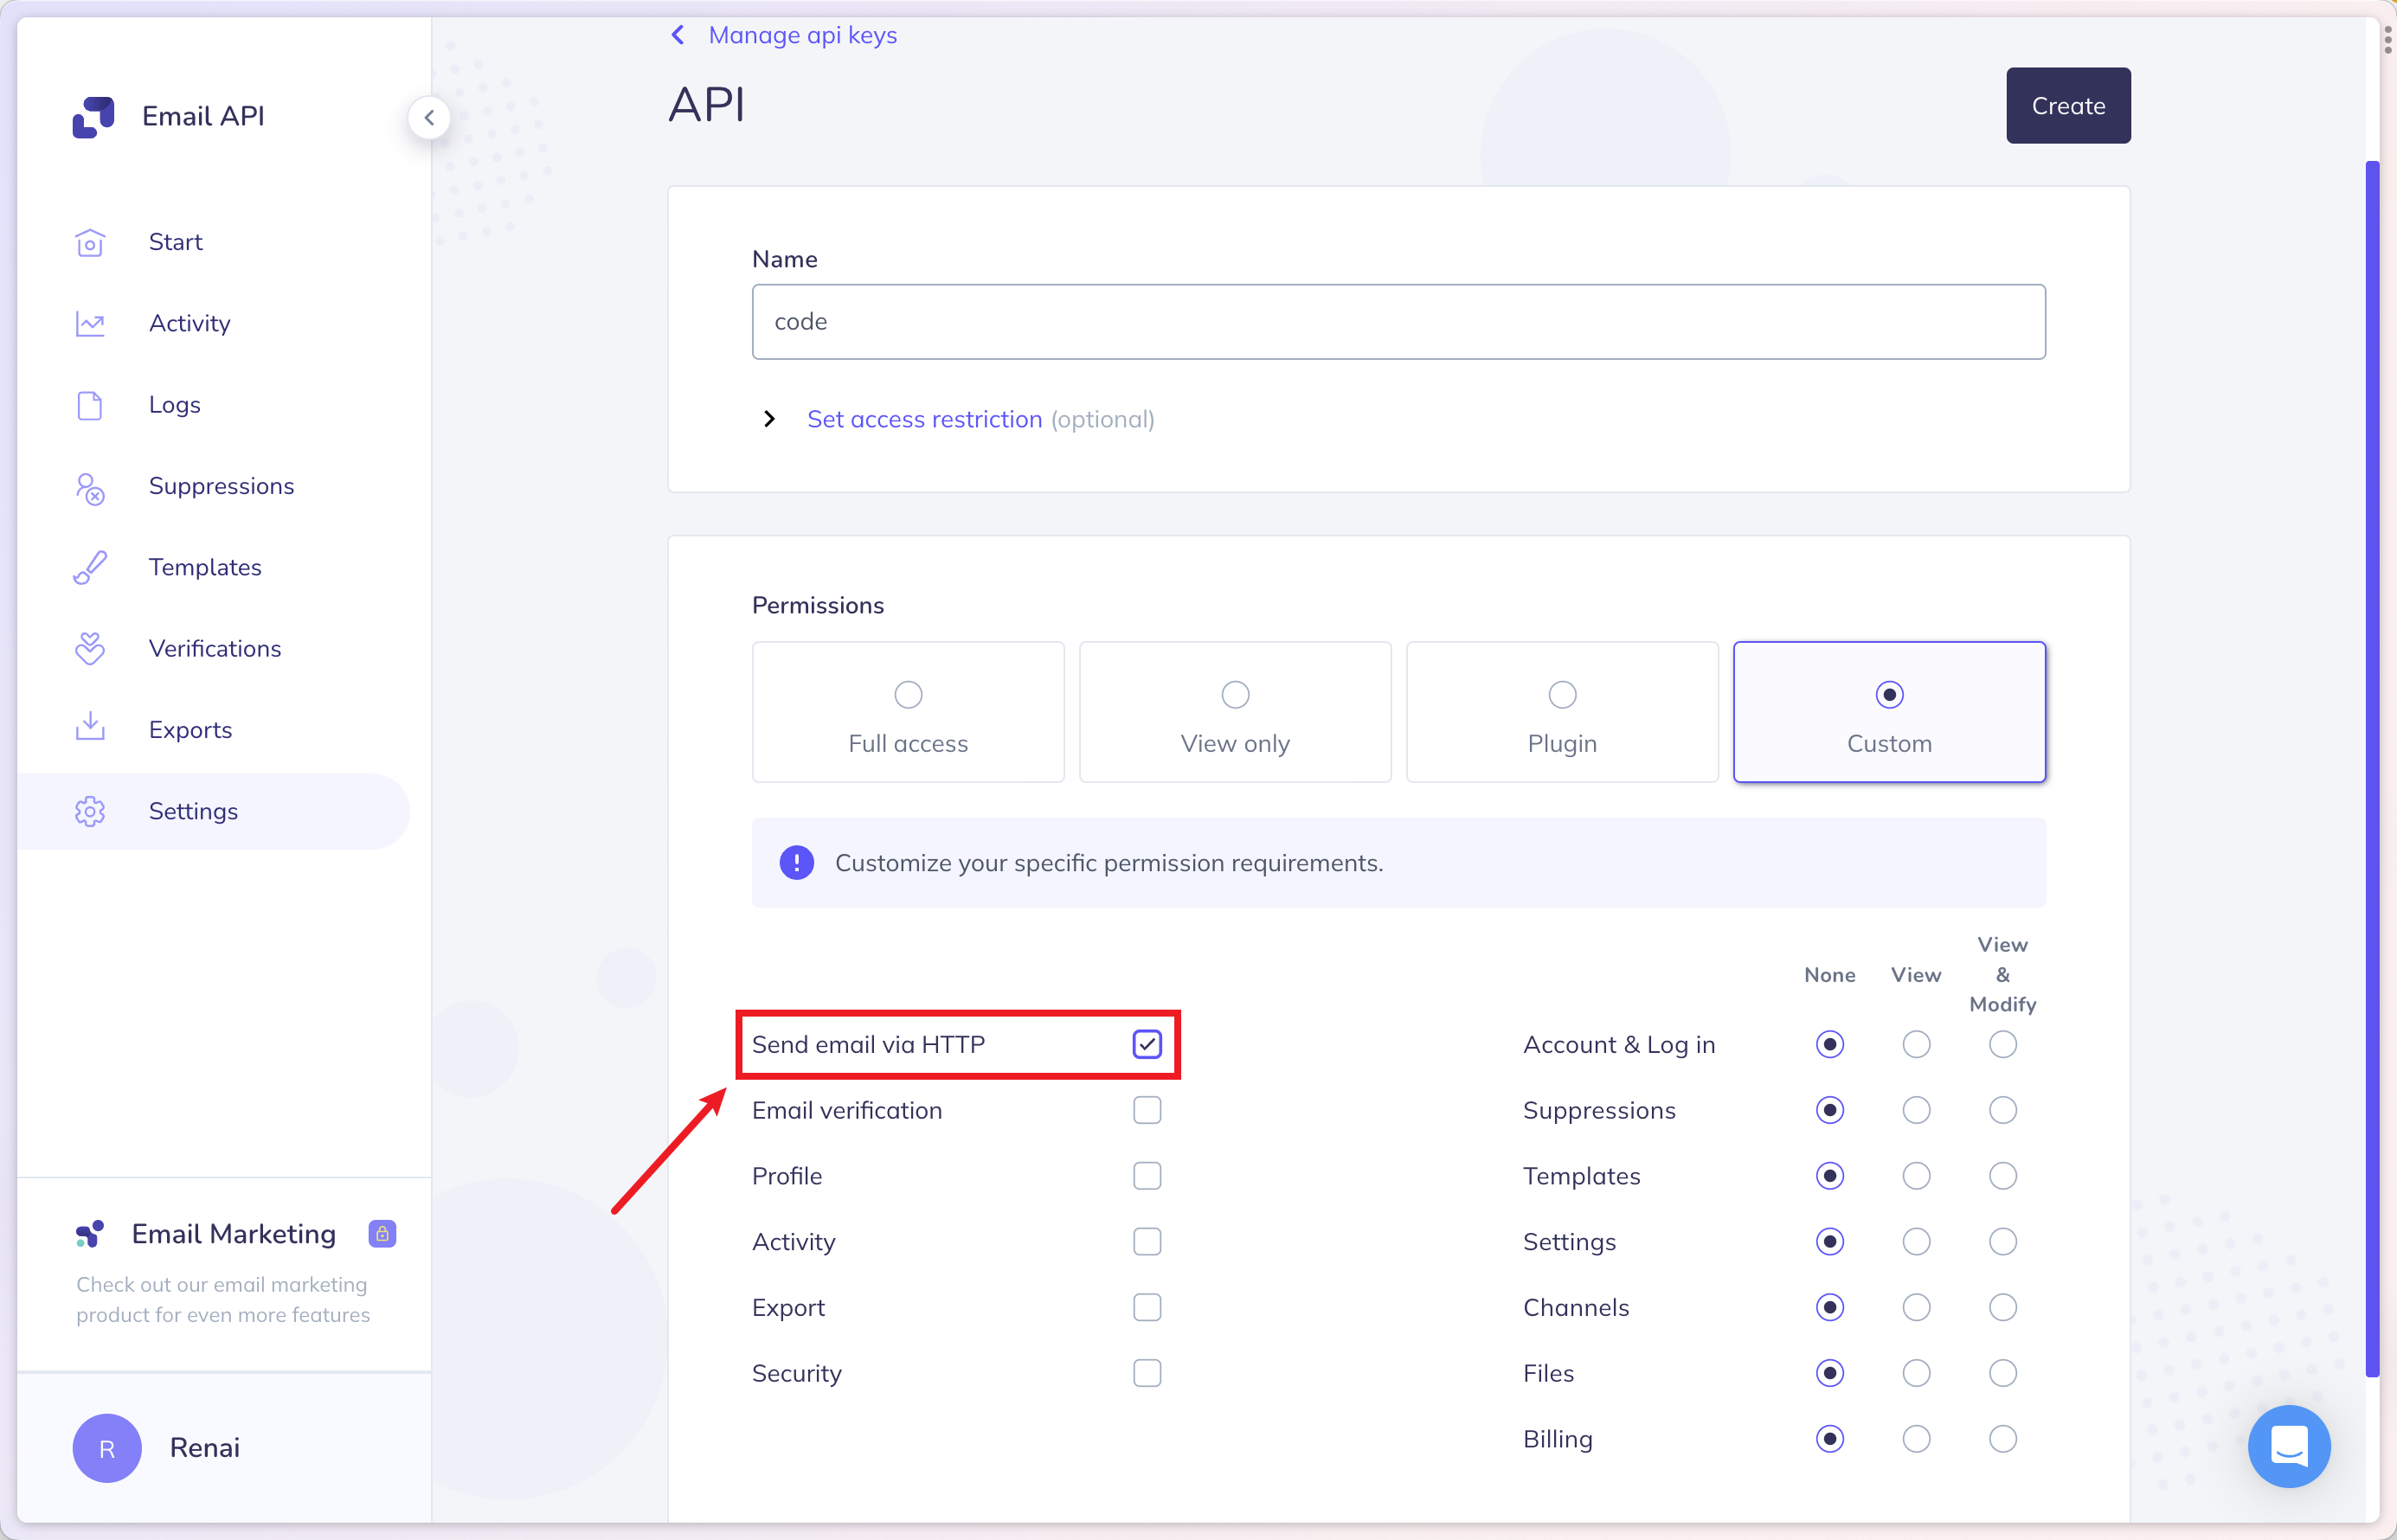 Email API
Start
Activity
Logs
Suppressions
Templates
Verifications
Exports
Settings
Email Marketing
Check out our email marketing
product for even more features
R
Renai
Manage api keys
API
Create
Name
code
Set access restriction (optional)
Permissions
Full access
View only
Plugin
Custom
Customize your specific permission requirements.
Send email via HTTP
Email verification
Profile
Activity
Export
Security
None
View
View
&
Modify
Account & Log in
Suppressions
Templates
Settings
Channels
Files
Billing